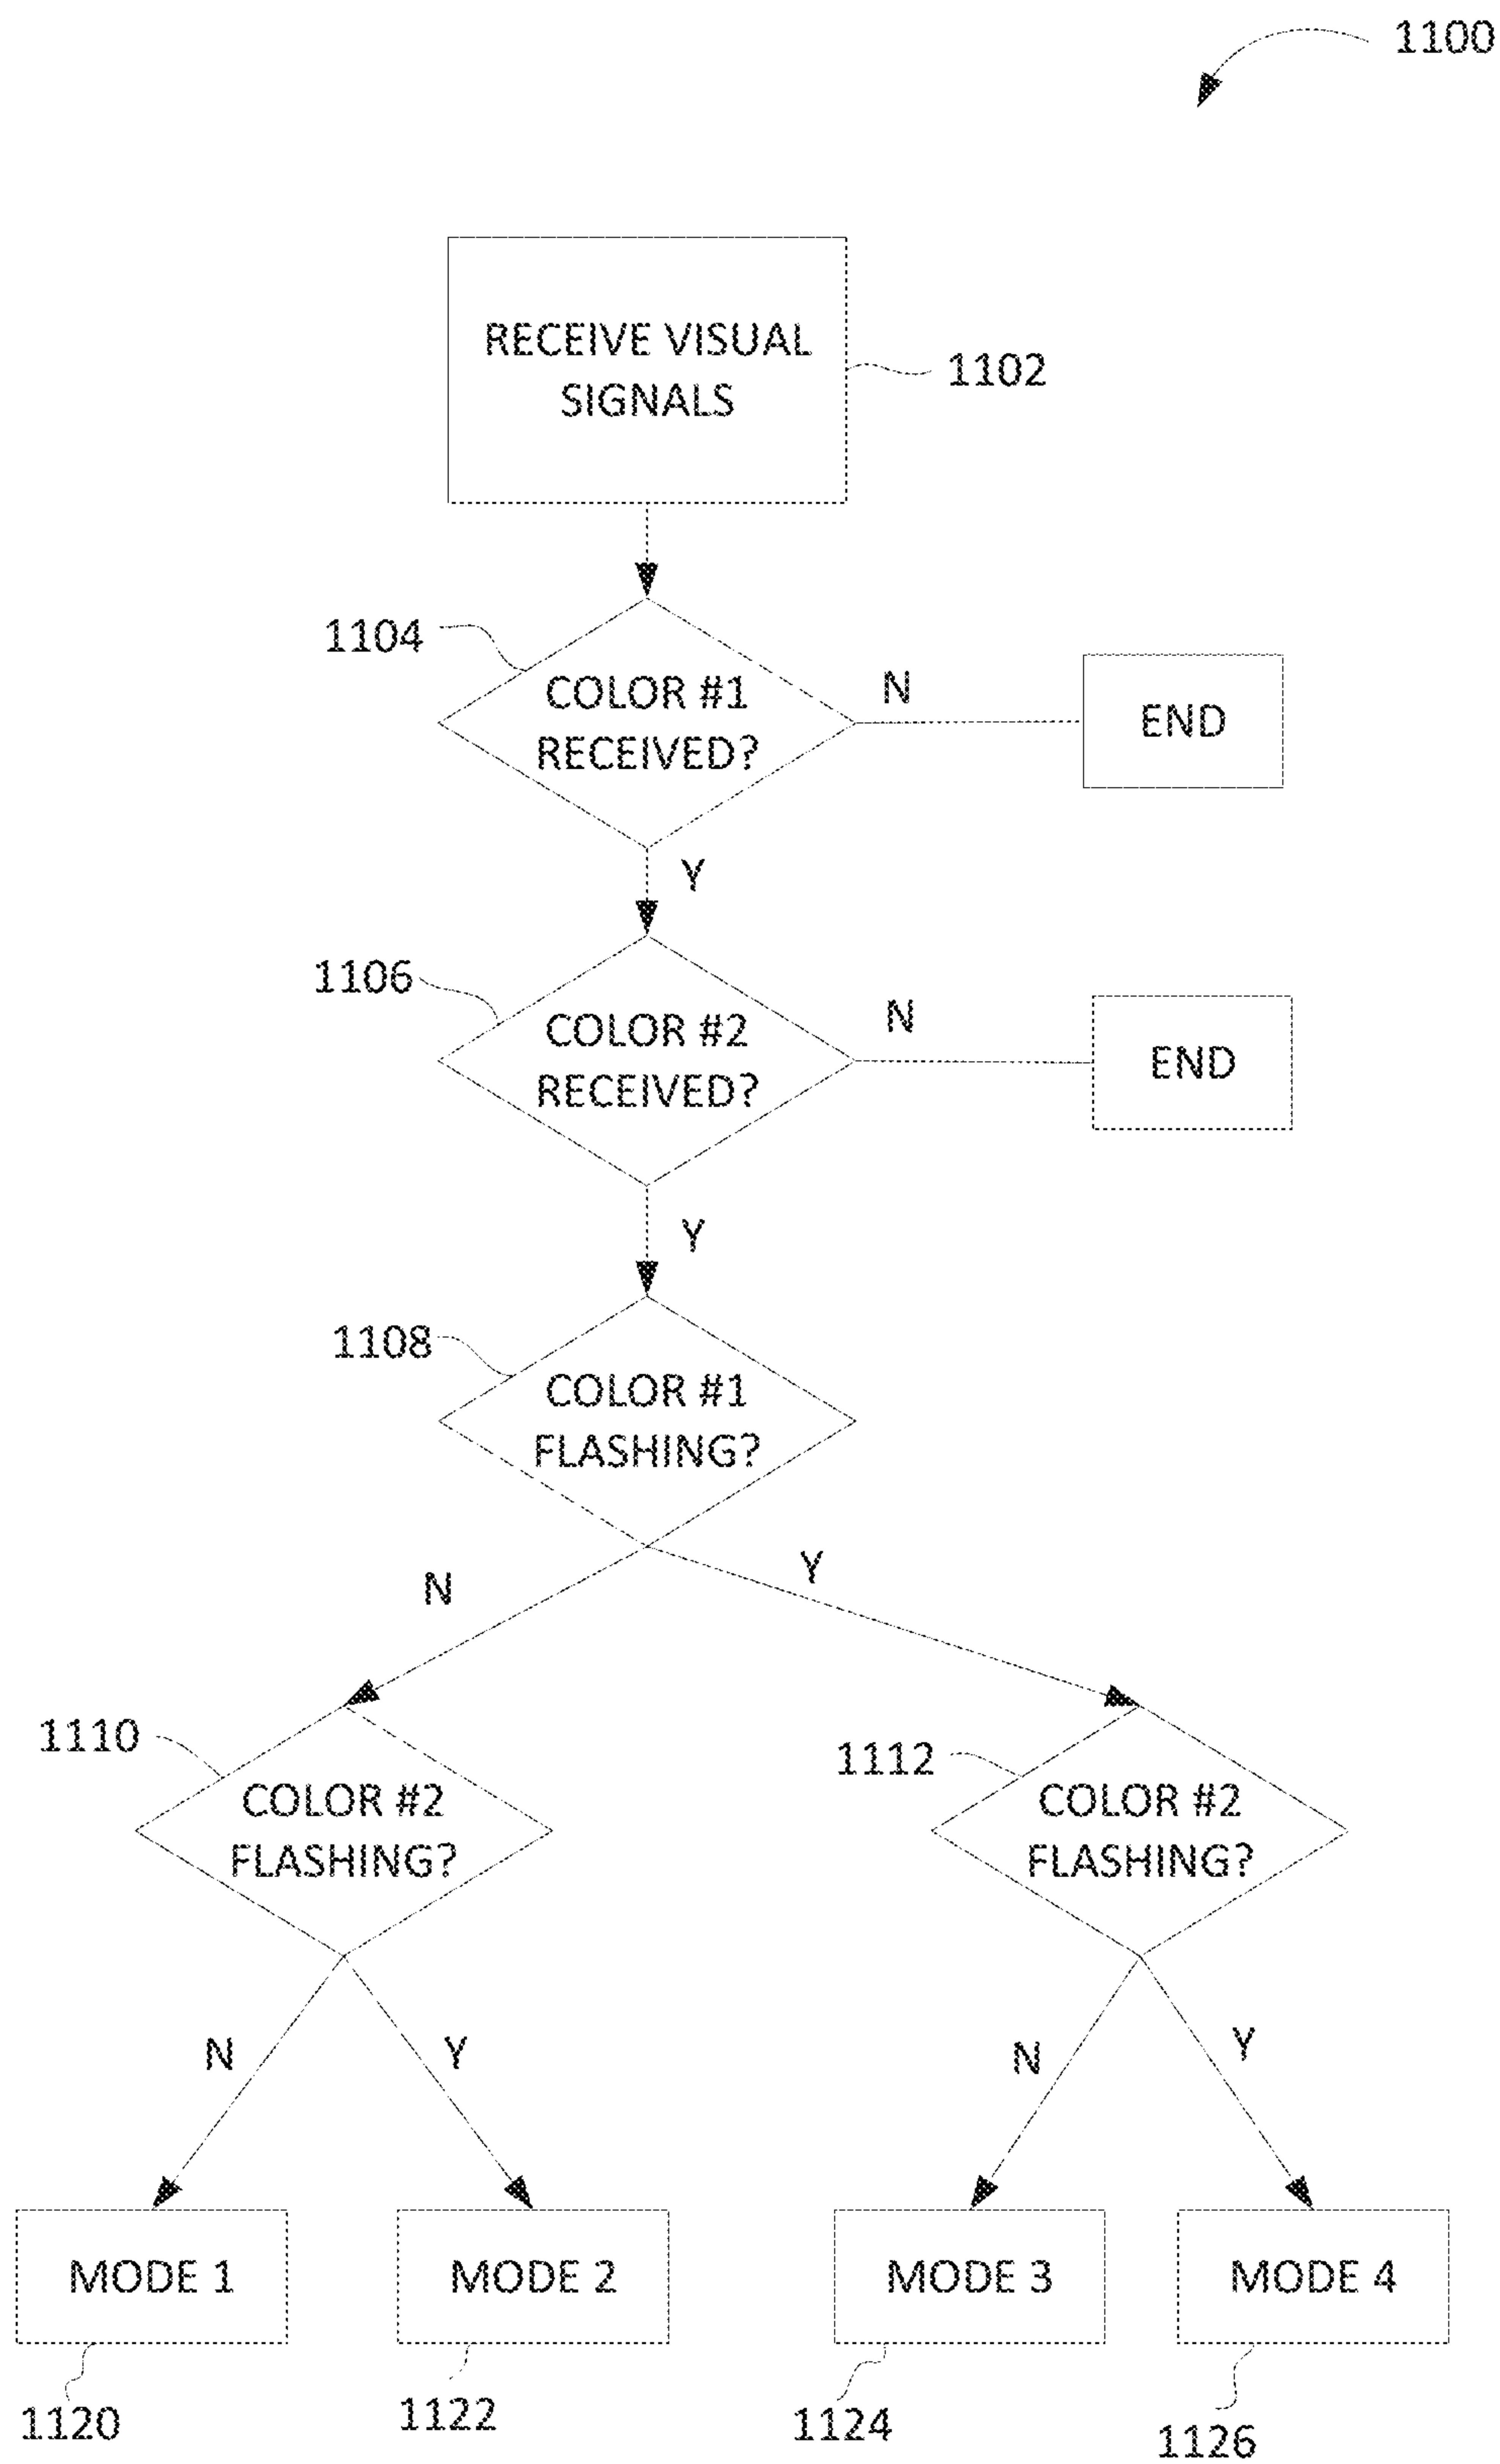 1100
RECEIVE VISUAL
SIGNALS
1102
1104
COLOR #1
RECEIVED?
N
END
Y
1106
COLOR #2
RECEIVED?
N
END
Y
1108
COLOR #1
FLASHING?
N
Y
1110
COLOR #2
FLASHING?
1112
COLOR #2
FLASHING?
N
Y
N
Y
MODE 1
MODE 2
MODE 3
MODE 4
1120
1122
1124
1126